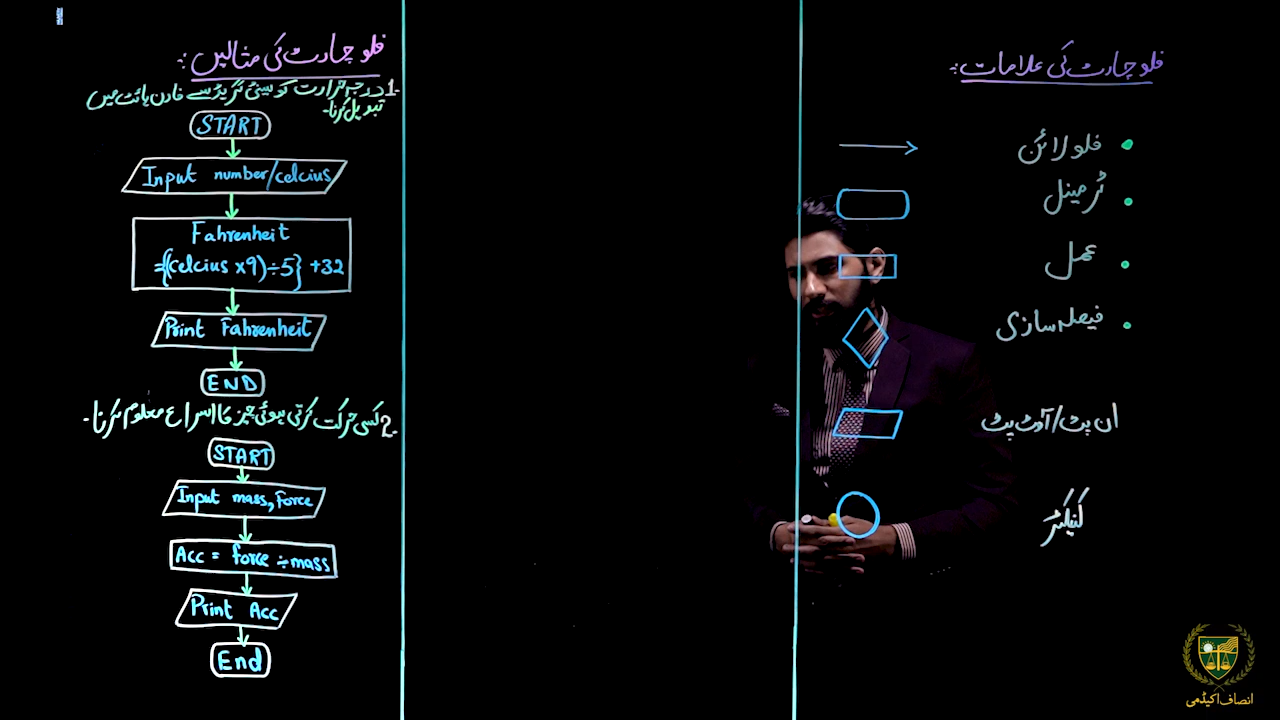 فلو چارٹ کی علامات:
فلو لائن
ٹرمینل
عمل
فیصلہ سازی
ان پٹ/آوٹ پٹ
کنیکٹر
فلو چارٹ کی مثالیں:
1- درجہ حرارت کو سینٹی گریڈ سے فارن ہائٹ میں
تبدیل کرنا-
START
Input number/celcius
Fahrenheit
={(celcius x9)÷5} +32
Print Fahrenheit
END
2- کسی حرکت کرتی ہوئی چیز کا اسراع معلوم کرنا-
START
Input mass, Force
Acc = force ÷ mass
Print Acc
End
انصاف اکیڈمی